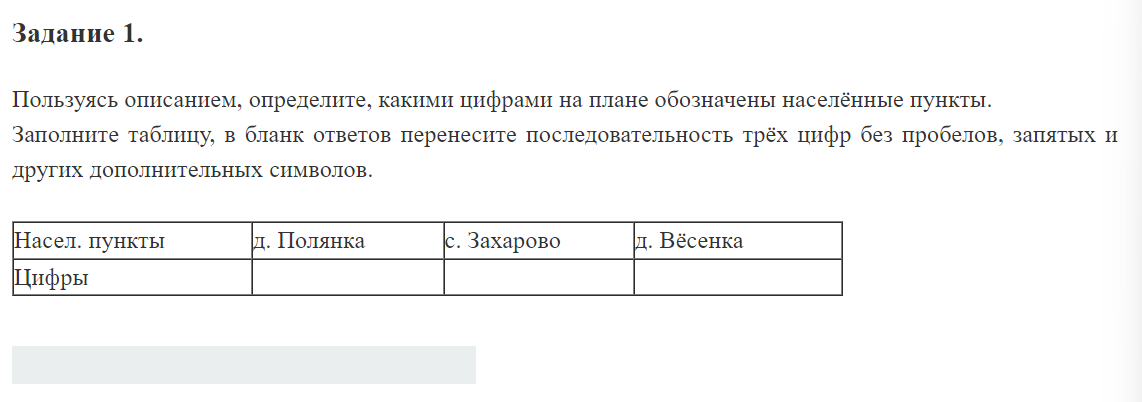 Задание 1.
Пользуясь описанием, определите, какими цифрами на плане обозначены населённые пункты.
Заполните таблицу, в бланк ответов перенесите последовательность трёх цифр без пробелов, запятых и
других дополнительных символов.
Насел. пункты д. Полянка с. Захарово д. Вёсенка
Цифры